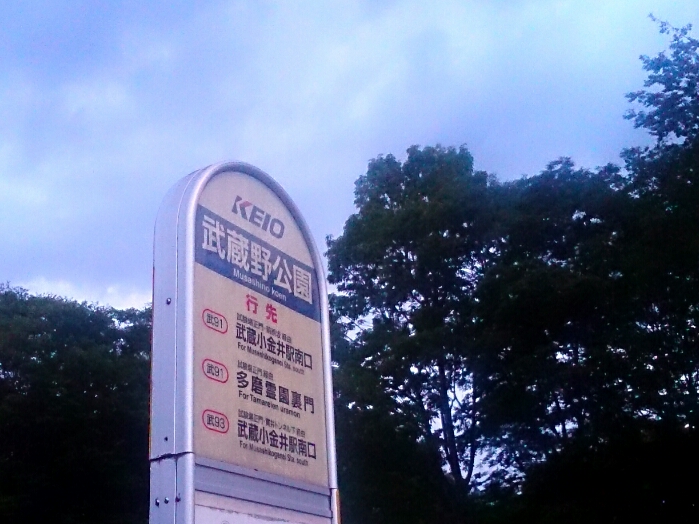 KEIO
武蔵野公園
Musashino koen
行先
武91
武蔵小金井駅南口
For Musashikoganei Sta. south
武91
多磨霊園裏門
For Tamareien uramon
武93
武蔵小金井駅南口
For Musashikoganei Sta. south